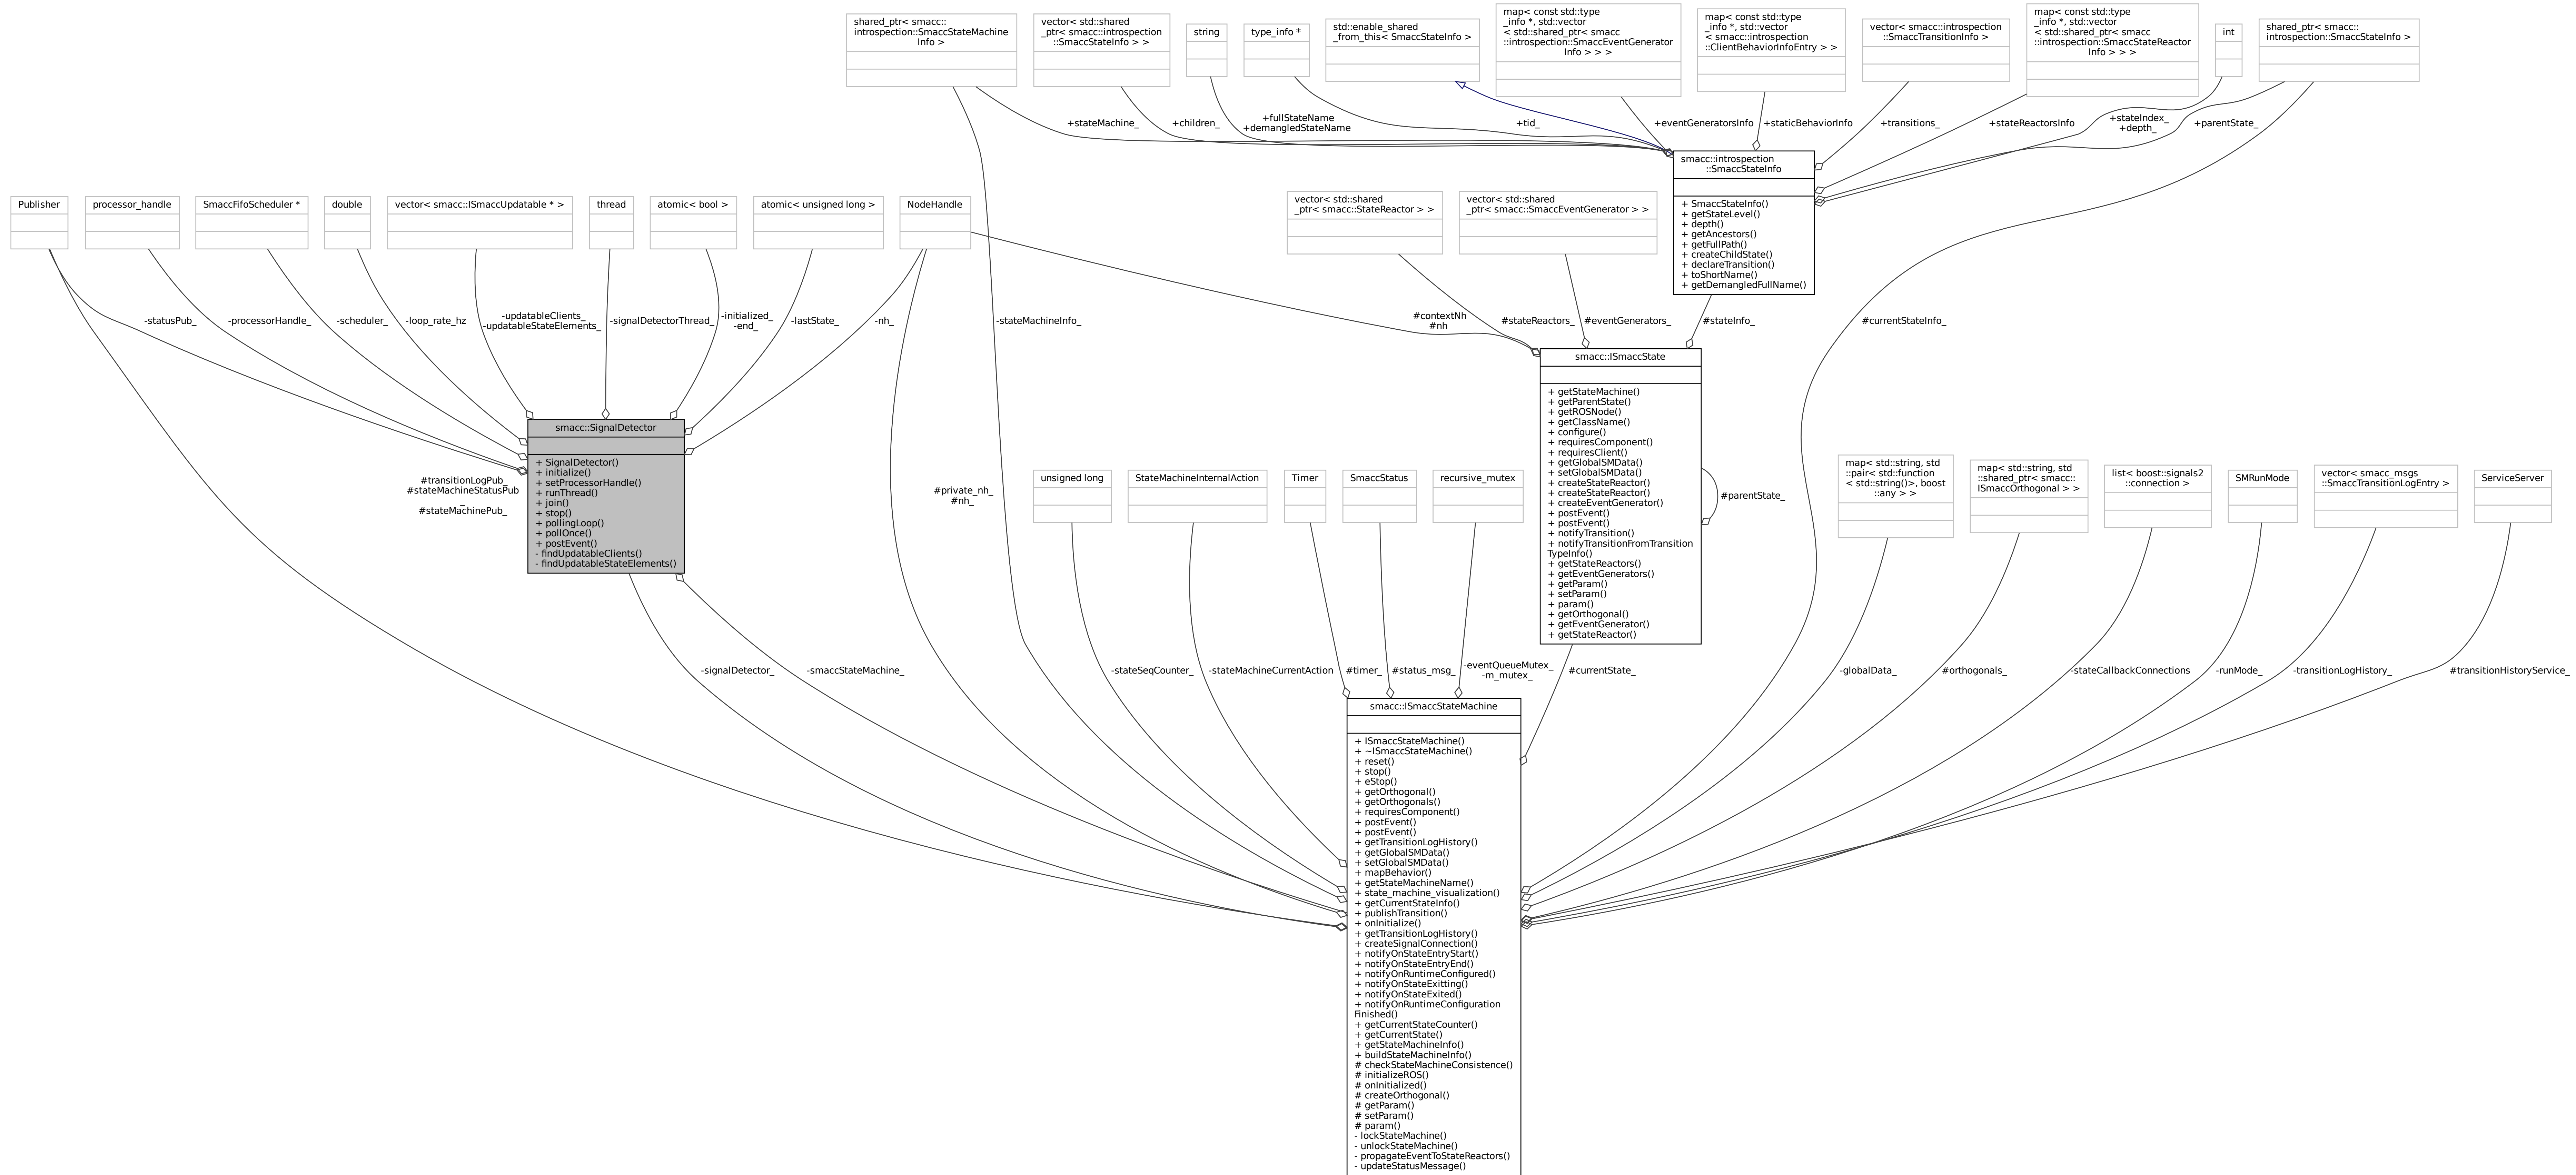 shared_ptr< smacc::
introspection::SmaccStateMachine
Info >
vector< std::shared
_ptr< smacc::introspection
::SmaccStateInfo > >
string
type_info *
std::enable_shared
_from_this< SmaccStateInfo >
map< const std::type
_info *, std::vector
< std::shared_ptr< smacc
::introspection::SmaccEventGenerator
Info > > >
map< const std::type
_info *, std::vector
< smacc::introspection
::ClientBehaviorInfoEntry > >
vector< smacc::introspection
::SmaccTransitionInfo >
map< const std::type
_info *, std::vector
< std::shared_ptr< smacc
::introspection::SmaccStateReactor
Info > > >
int
shared_ptr< smacc::
introspection::SmaccStateInfo >
+stateMachine_
+children_
+fullStateName
+demangledStateName
+tid_
+eventGeneratorsInfo
+staticBehaviorInfo
+transitions_
+stateReactorsInfo
+stateIndex_
+depth_
+parentState_
smacc::introspection
::SmaccStateInfo
+ SmaccStateInfo()
+ getStateLevel()
+ depth()
+ getAncestors()
+ getFullPath()
+ createChildState()
+ declareTransition()
+ toShortName()
+ getDemangledFullName()
Publisher
processor_handle
SmaccFifoScheduler *
double
vector< smacc::ISmaccUpdatable * >
thread
atomic< bool >
atomic< unsigned long >
NodeHandle
vector< std::shared
_ptr< smacc::StateReactor > >
vector< std::shared
_ptr< smacc::SmaccEventGenerator > >
-statusPub_
-processorHandle_
-scheduler_
-loop_rate_hz
-updatableClients_
-updatableStateElements_
-signalDetectorThread_
-initialized_
-end_
-lastState_
-nh_
-stateMachineInfo_
#contextNh
#nh
#stateReactors_
#eventGenerators_
#stateInfo_
#currentStateInfo_
smacc::ISmaccState
+ getStateMachine()
+ getParentState()
+ getROSNode()
+ getClassName()
+ configure()
+ requiresComponent()
+ requiresClient()
+ getGlobalSMData()
+ setGlobalSMData()
+ createStateReactor()
+ createStateReactor()
+ createEventGenerator()
+ postEvent()
+ postEvent()
+ notifyTransition()
+ notifyTransitionFromTransition
TypeInfo()
+ getStateReactors()
+ getEventGenerators()
+ getParam()
+ setParam()
+ param()
+ getOrthogonal()
+ getEventGenerator()
+ getStateReactor()
#parentState_
smacc::SignalDetector
+ SignalDetector()
+ initialize()
+ setProcessorHandle()
+ runThread()
+ join()
+ stop()
+ pollingLoop()
+ pollOnce()
+ postEvent()
- findUpdatableClients()
- findUpdatableStateElements()
#transitionLogPub_
#stateMachineStatusPub
_
#stateMachinePub_
#private_nh_
#nh_
unsigned long
StateMachineInternalAction
Timer
SmaccStatus
recursive_mutex
map< std::string, std
::pair< std::function
< std::string()>, boost
::any > >
map< std::string, std
::shared_ptr< smacc::
ISmaccOrthogonal > >
list< boost::signals2
::connection >
SMRunMode
vector< smacc_msgs
::SmaccTransitionLogEntry >
ServiceServer
-signalDetector_
-smaccStateMachine_
-stateSeqCounter_
-stateMachineCurrentAction
#timer_
#status_msg_
-eventQueueMutex_
-m_mutex_
#currentState_
-globalData_
#orthogonals_
-stateCallbackConnections
-runMode_
-transitionLogHistory_
#transitionHistoryService_
smacc::ISmaccStateMachine
+ ISmaccStateMachine()
+ ~ISmaccStateMachine()
+ reset()
+ stop()
+ eStop()
+ getOrthogonal()
+ getOrthogonals()
+ requiresComponent()
+ postEvent()
+ postEvent()
+ getTransitionLogHistory()
+ getGlobalSMData()
+ setGlobalSMData()
+ mapBehavior()
+ getStateMachineName()
+ state_machine_visualization()
+ getCurrentStateInfo()
+ publishTransition()
+ onInitialize()
+ getTransitionLogHistory()
+ createSignalConnection()
+ notifyOnStateEntryStart()
+ notifyOnStateEntryEnd()
+ notifyOnRuntimeConfigured()
+ notifyOnStateExitting()
+ notifyOnStateExited()
+ notifyOnRuntimeConfiguration
Finished()
+ getCurrentStateCounter()
+ getCurrentState()
+ getStateMachineInfo()
+ buildStateMachineInfo()
# checkStateMachineConsistence()
# initializeROS()
# onInitialized()
# createOrthogonal()
# getParam()
# setParam()
# param()
- lockStateMachine()
- unlockStateMachine()
- propagateEventToStateReactors()
- updateStatusMessage()